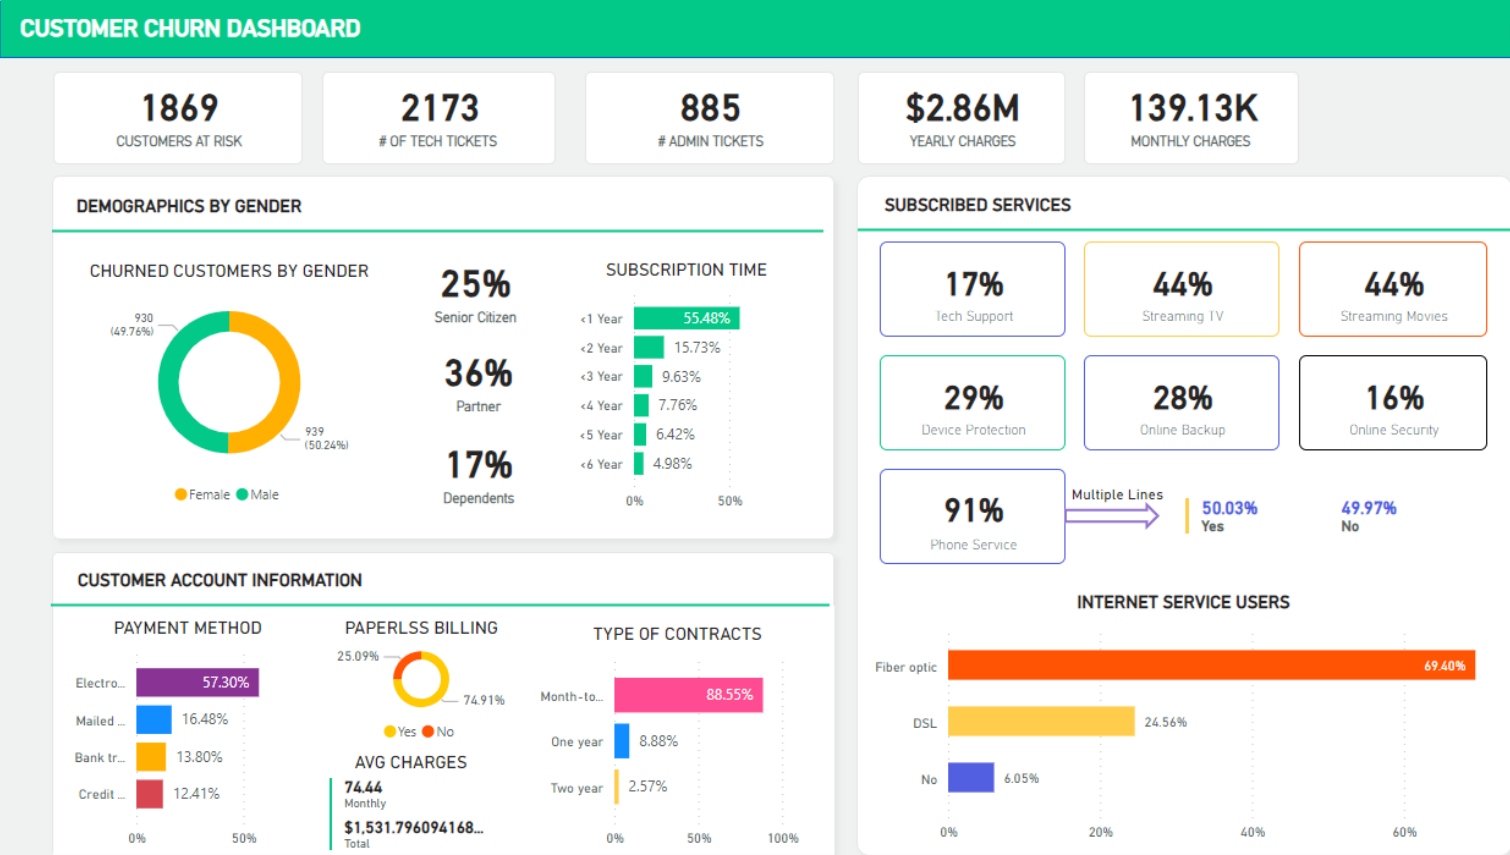 CUSTOMER CHURN DASHBOARD
1869
CUSTOMERS AT RISK
2173
# OF TECH TICKETS
885
# ADMIN TICKETS
$2.86M
YEARLY CHARGES
139.13K
MONTHLY CHARGES
DEMOGRAPHICS BY GENDER
CHURNED CUSTOMERS BY GENDER
930
(49.76%)
939
(50.24%)
Female Male
25%
Senior Citizen
36%
Partner
17%
Dependents
SUBSCRIPTION TIME
<1 Year 55.48%
<2 Year 15.73%
<3 Year 9.63%
<4 Year 7.76%
<5 Year 6.42%
<6 Year 4.98%
0% 50%
SUBSCRIBED SERVICES
17%
Tech Support
44%
Streaming TV
44%
Streaming Movies
29%
Device Protection
28%
Online Backup
16%
Online Security
91%
Phone Service
Multiple Lines
50.03%
Yes
49.97%
No
INTERNET SERVICE USERS
Fiber optic 69.40%
DSL 24.56%
No 6.05%
0% 20% 40% 60%
CUSTOMER ACCOUNT INFORMATION
PAYMENT METHOD
Electro... 57.30%
Mailed ... 16.48%
Bank tr... 13.80%
Credit ... 12.41%
0% 50%
PAPERLSS BILLING
25.09%
74.91%
Yes No
AVG CHARGES
74.44
Monthly
$1,531.796094168...
Total
TYPE OF CONTRACTS
Month-to... 88.55%
One year 8.88%
Two year 2.57%
0% 50% 100%